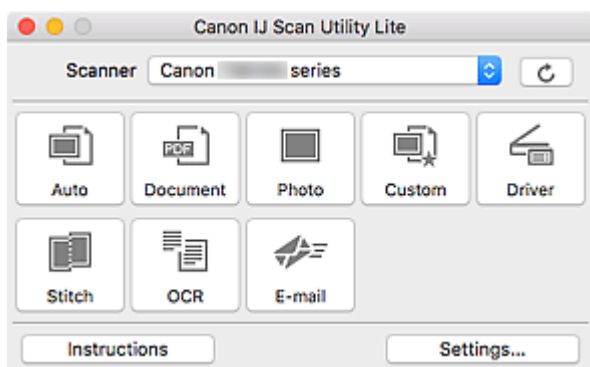 Canon IJ Scan Utility Lite
Scanner Canon series
PDF
Auto Document Photo Custom Driver
Stitch OCR E-mail
Instructions Settings...